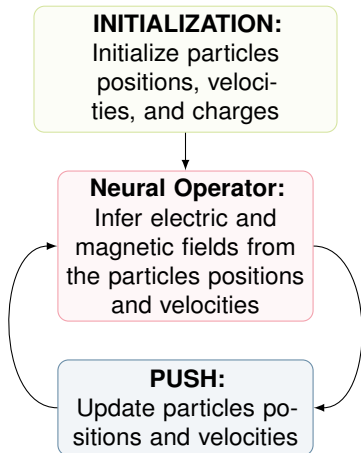 INITIALIZATION:
Initialize particles
positions, veloci-
ties, and charges
Neural Operator:
Infer electric and
magnetic fields from
the particles positions
and velocities
PUSH:
Update particles po-
sitions and velocities